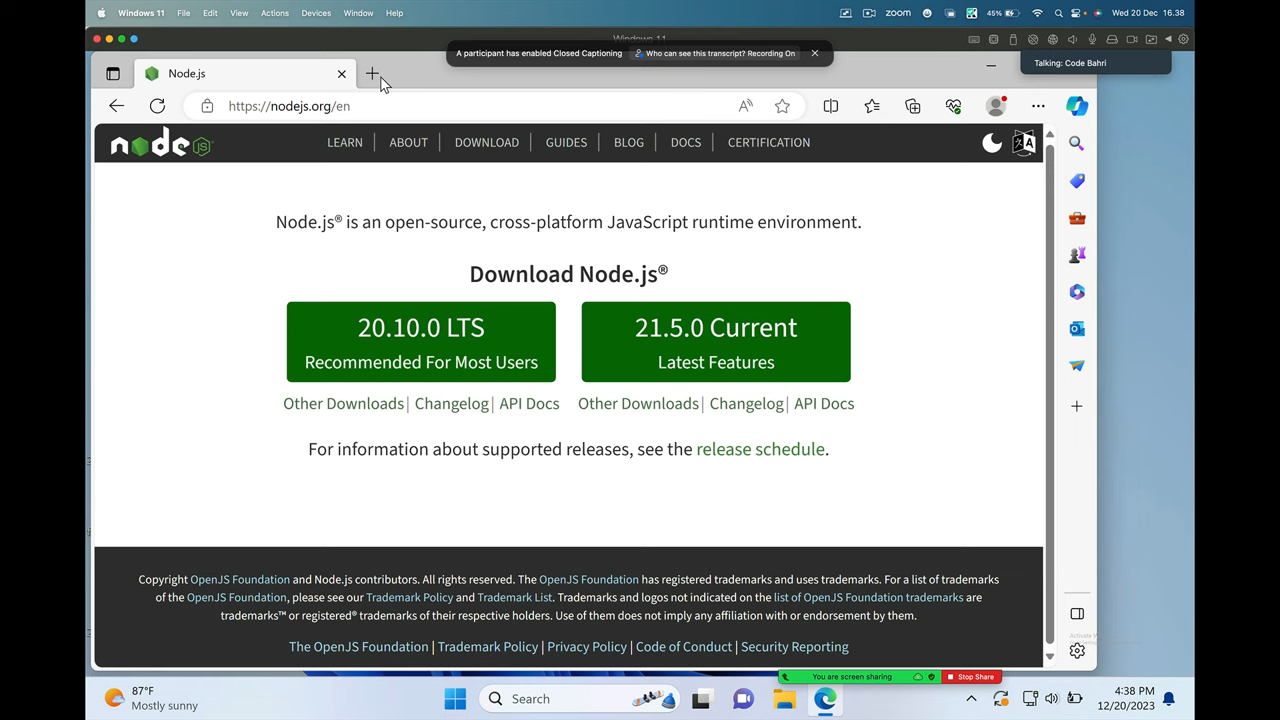 Windows 11 File Edit View Actions Devices Window Help zoom 45% Wed 20 Dec 16.38
Windows 11
A participant has enabled Closed Captioning Who can see this transcript? Recording On
Talking: Code Bahri
Node.js
https://nodejs.org/en
node JS LEARN ABOUT DOWNLOAD GUIDES BLOG DOCS CERTIFICATION
Node.js® is an open-source, cross-platform JavaScript runtime environment.
Download Node.js®
20.10.0 LTS 21.5.0 Current
Recommended For Most Users Latest Features
Other Downloads| Changelog| API Docs Other Downloads| Changelog| API Docs
For information about supported releases, see the release schedule.
Copyright OpenJS Foundation and Node.js contributors. All rights reserved. The OpenJS Foundation has registered trademarks and uses trademarks. For a list of trademarks
of the OpenJS Foundation, please see our Trademark Policy and Trademark List. Trademarks and logos not indicated on the list of OpenJS Foundation trademarks are
trademarks™ or registered® trademarks of their respective holders. Use of them does not imply any affiliation with or endorsement by them.
The OpenJS Foundation | Trademark Policy | Privacy Policy | Code of Conduct | Security Reporting
You are screen sharing Stop Share
87°F
Mostly sunny
Search
4:38 PM
12/20/2023